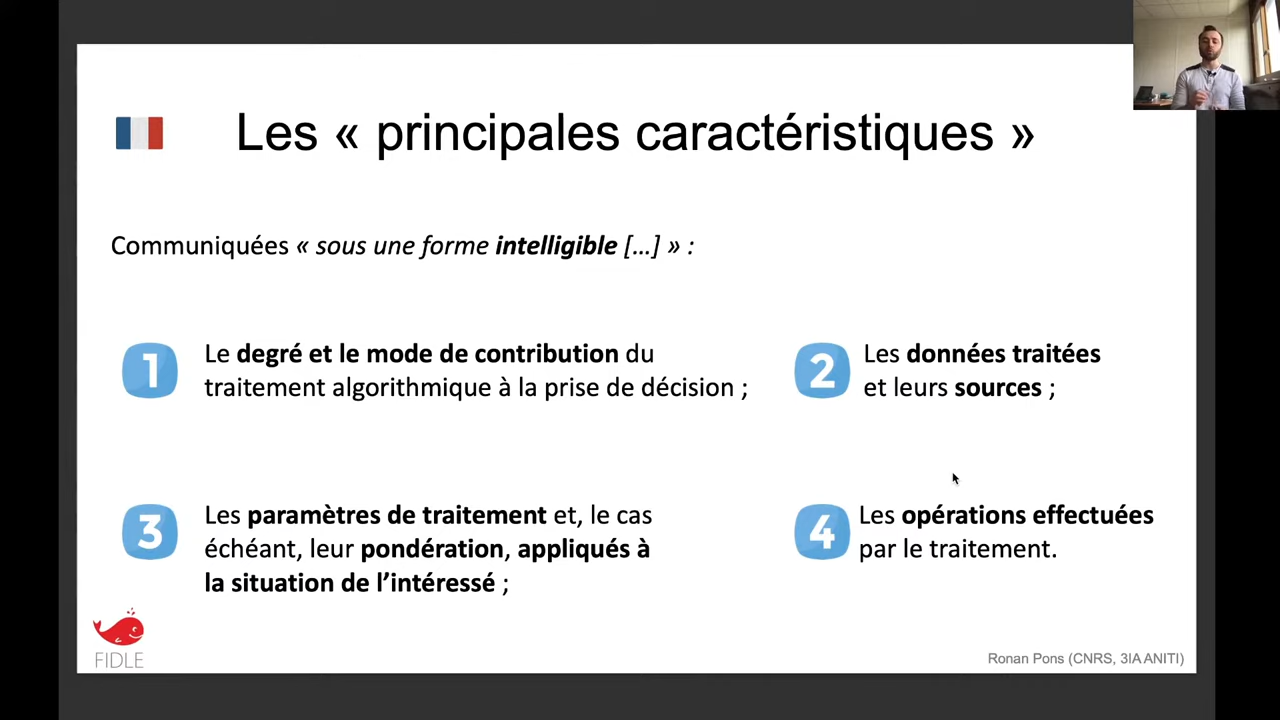 Les « principales caractéristiques »
Communiquées « sous une forme intelligible […] » :
1
Le degré et le mode de contribution du
traitement algorithmique à la prise de décision ;
2
Les données traitées
et leurs sources ;
3
Les paramètres de traitement et, le cas
échéant, leur pondération, appliqués à
la situation de l’intéressé ;
4
Les opérations effectuées
par le traitement.
FIDLE
Ronan Pons (CNRS, 3IA ANITI)